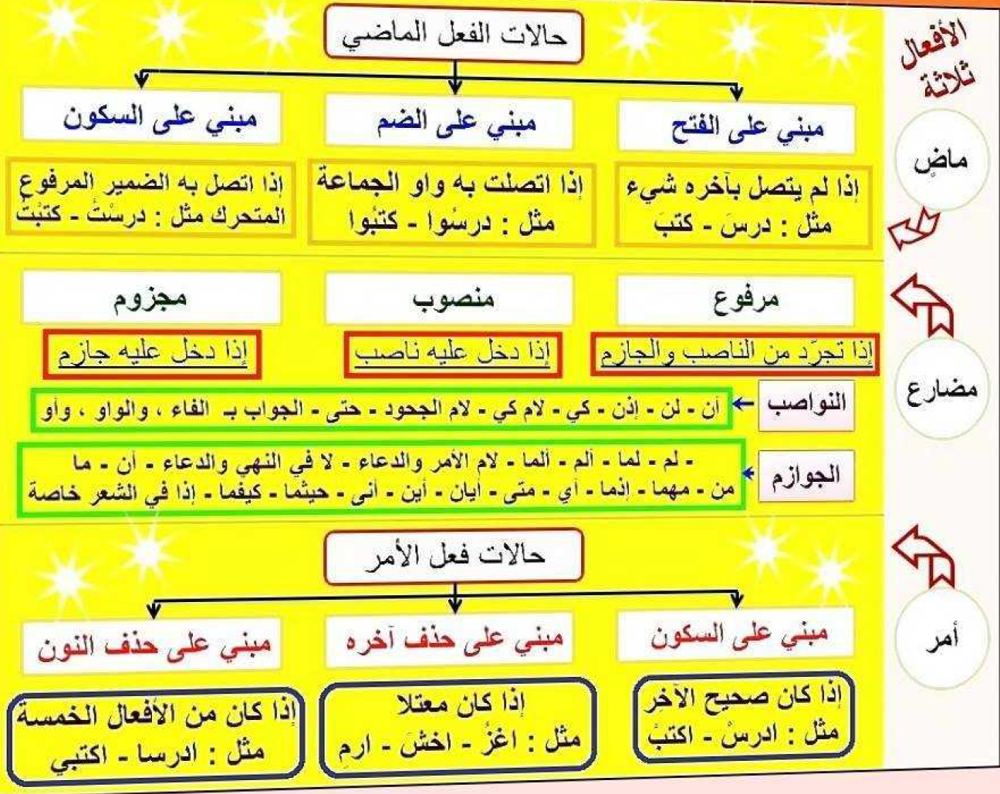 الأفعال
ثلاثة
ماضٍ
حالات الفعل الماضي
مبني على الفتح
إذا لم يتصل بآخره شيء
مثل : درسَ - كتبَ
مبني على الضم
إذا اتصلت به واو الجماعة
مثل : درسُوا - كتبُوا
مبني على السكون
إذا اتصل به الضمير المرفوع
المتحرك مثل : درسْتُ - كتبْتُ
مضارع
مرفوع
إذا تجرّد من الناصب والجازم
منصوب
إذا دخل عليه ناصب
مجزوم
إذا دخل عليه جازم
النواصب
أن - لن - إذن - كي - لام كي - لام الجحود - حتى - الجواب بـ الفاء ، والواو ، وأو
الجوازم
- لم - لما - ألم - ألما - لام الأمر والدعاء - لا في النهي والدعاء - أن - ما
من - مهما - إذما - أي - متى - أيان - أين - أنى - حيثما - كيفما - إذا في الشعر خاصة
أمر
حالات فعل الأمر
مبني على السكون
إذا كان صحيح الآخر
مثل : ادرسْ - اكتبْ
مبني على حذف آخره
إذا كان معتلا
مثل : اغزُ - اخشَ - ارمِ
مبني على حذف النون
إذا كان من الأفعال الخمسة
مثل : ادرسا - اكتبي